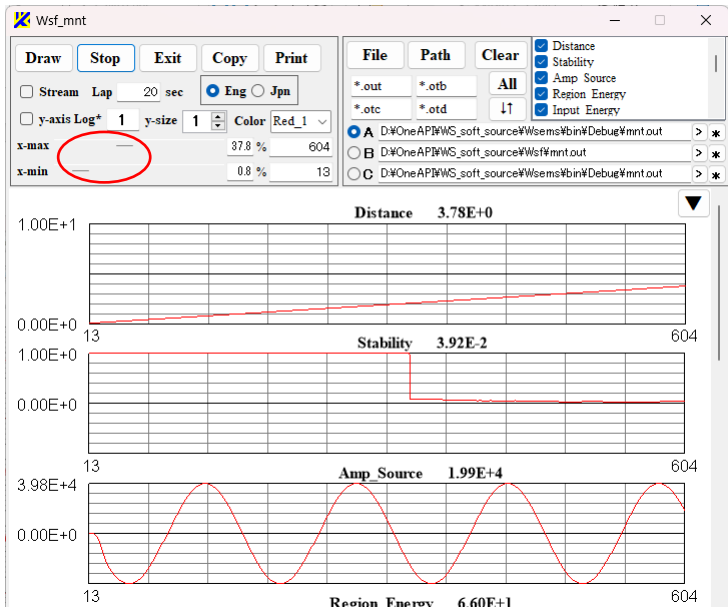 Wsf_mnt
Draw Stop Exit Copy Print
Stream Lap 20 sec Eng Jpn
y-axis Log* 1 y-size 1 Color Red_1
x-max 37.8 % 604
x-min 0.8 % 13
File Path Clear
*.out *.otb All
*.otc *.otd ↓↑
Distance
Stability
Amp Source
Region Energy
Input Energy
A D:¥OneAPI¥WS_soft_source¥Wsems¥bin¥Debug¥mnt.out > *
B D:¥OneAPI¥WS_soft_source¥Wsf¥mnt.out > *
C D:¥OneAPI¥WS_soft_source¥Wsems¥bin¥Debug¥mnt.out > *
▼
Distance 3.78E+0
1.00E+1
0.00E+0
13 604
Stability 3.92E-2
1.00E+0
0.00E+0
13 604
Amp_Source 1.99E+4
3.98E+4
0.00E+0
13 604
Region_Energy 6.60E+1